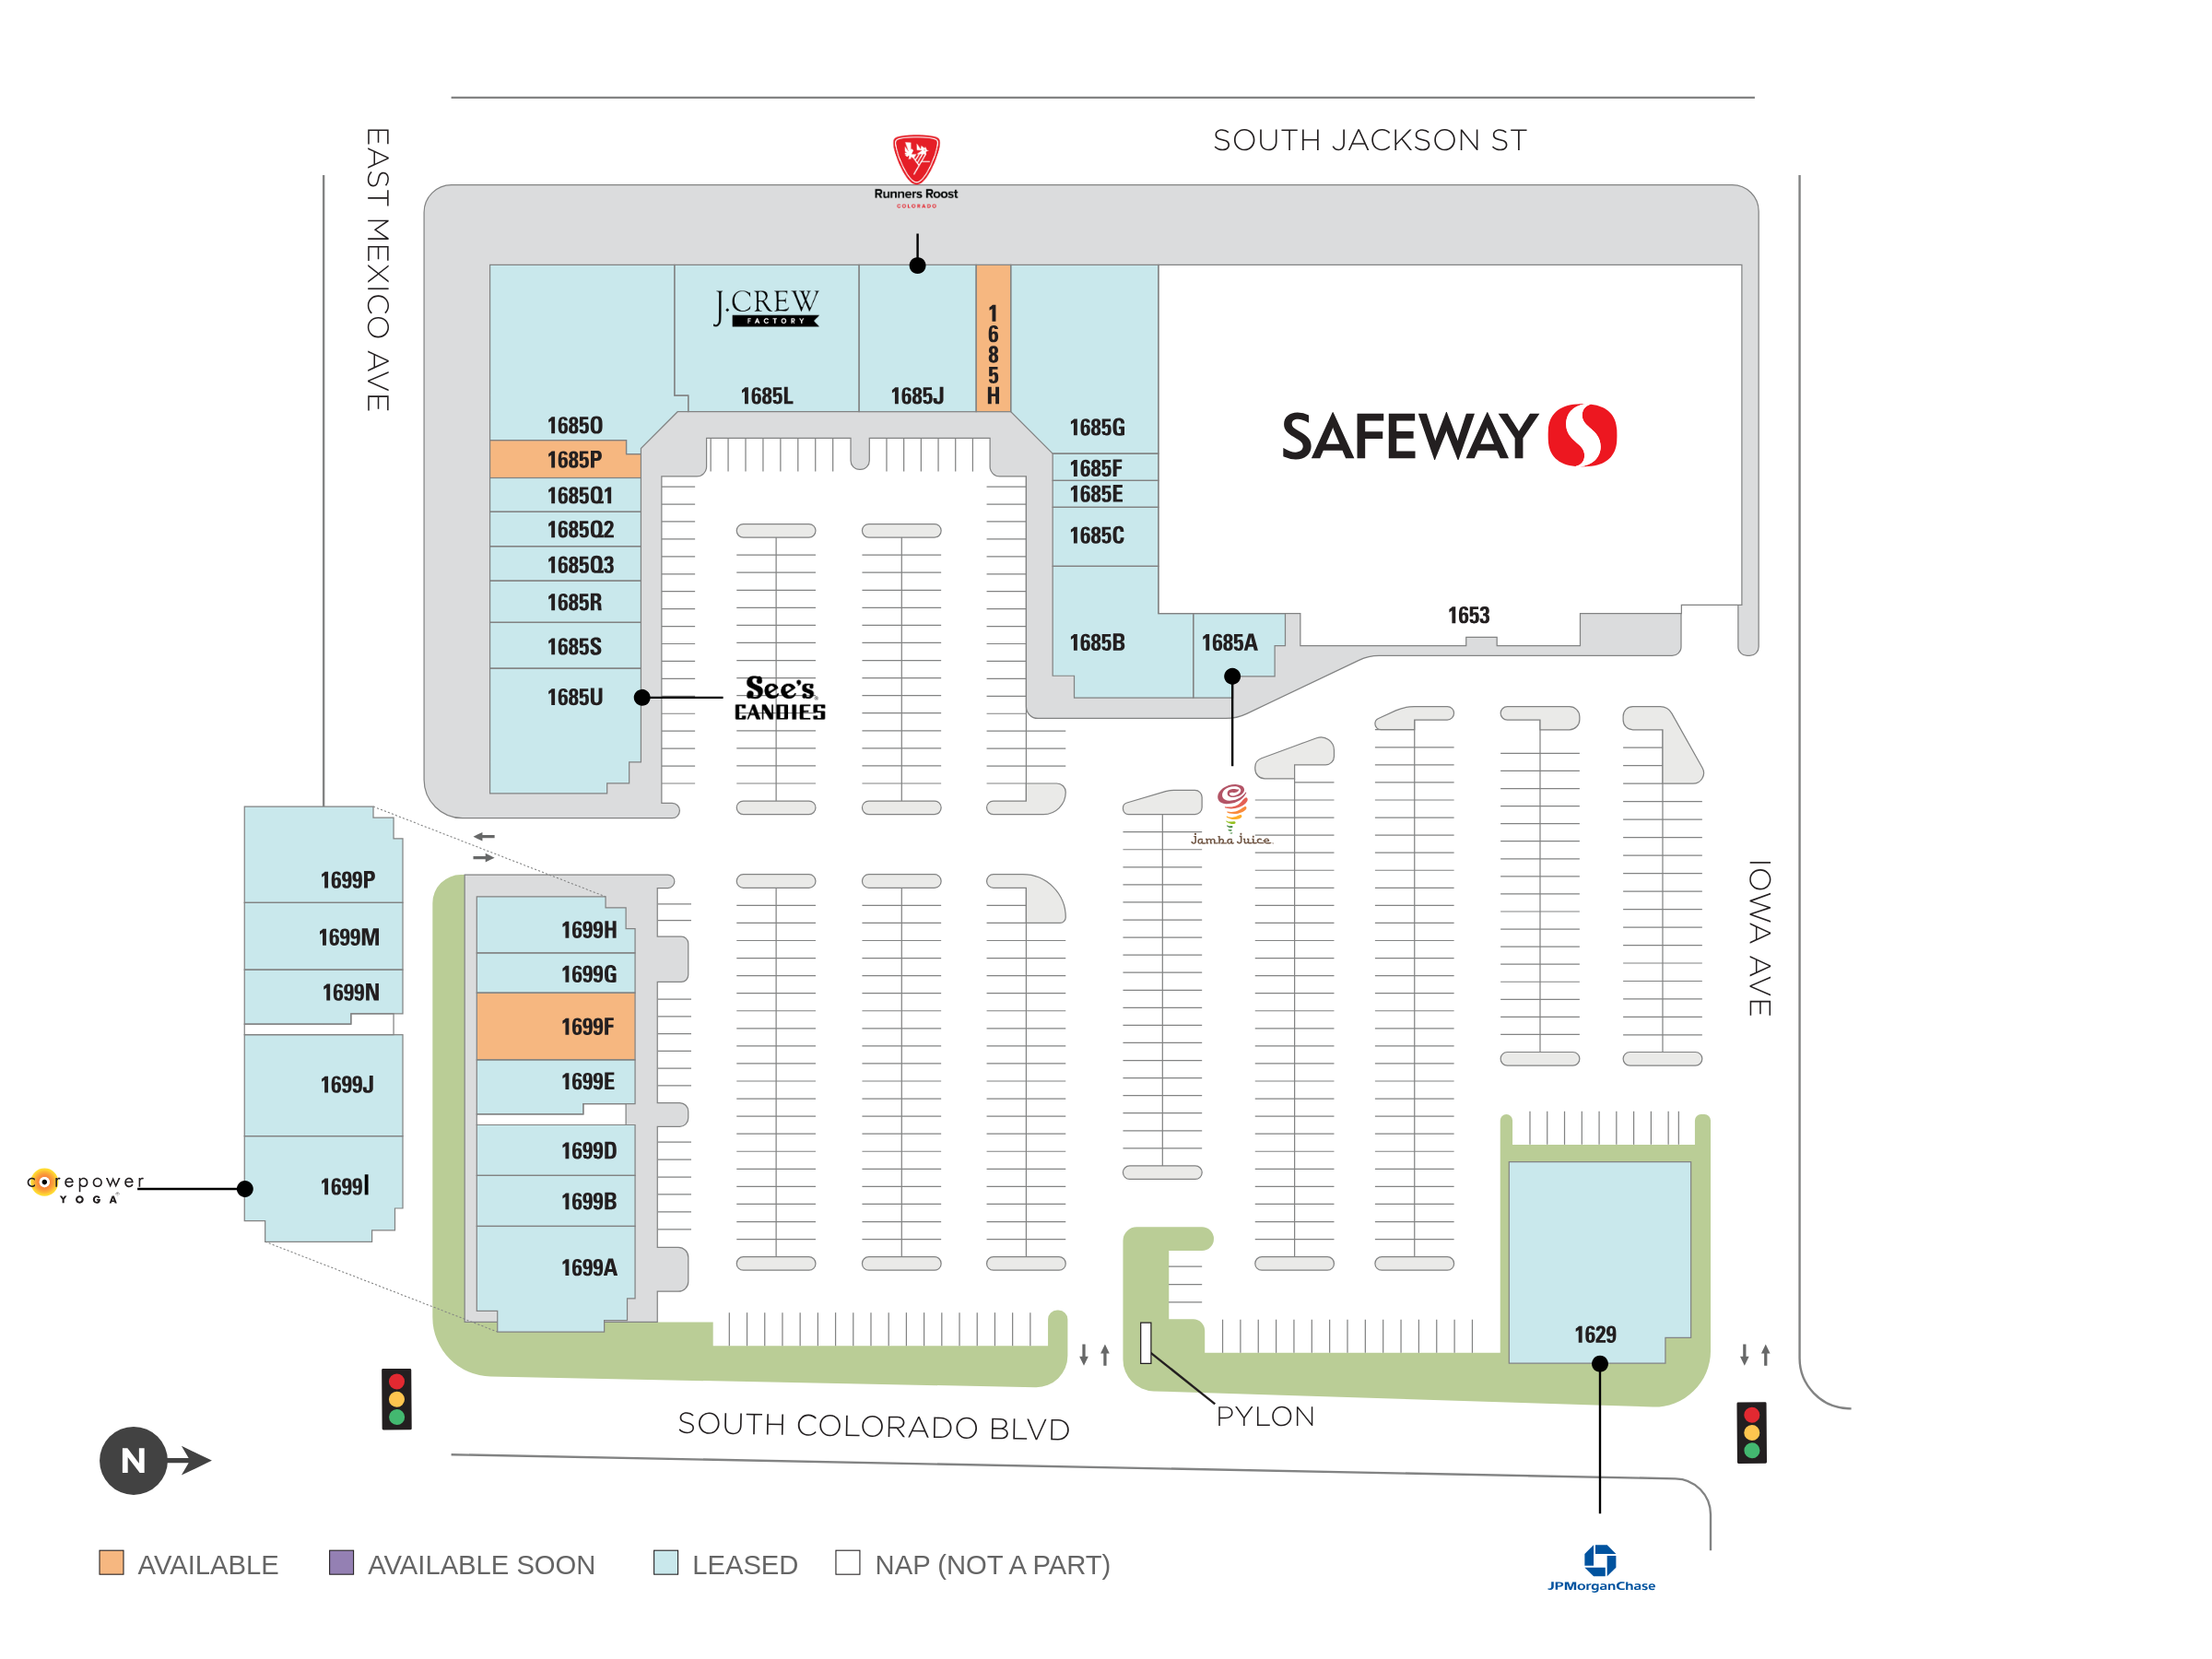 SOUTH JACKSON ST
EAST MEXICO AVE
Runners Roost
COLORADO
J.CREW
FACTORY
1685O
1685L
1685J
1685H
1685G
SAFEWAY
1685P
1685F
1685Q1
1685E
1685Q2
1685C
1685Q3
1685R
1685S
1685B
1685A
1653
1685U
See's
CANDIES
Jamba Juice
1699P
1699M
1699N
1699J
1699I
corepower
YOGA
1699H
1699G
1699F
1699E
1699D
1699B
1699A
IOWA AVE
1629
PYLON
SOUTH COLORADO BLVD
N
JPMorganChase
AVAILABLE
AVAILABLE SOON
LEASED
NAP (NOT A PART)